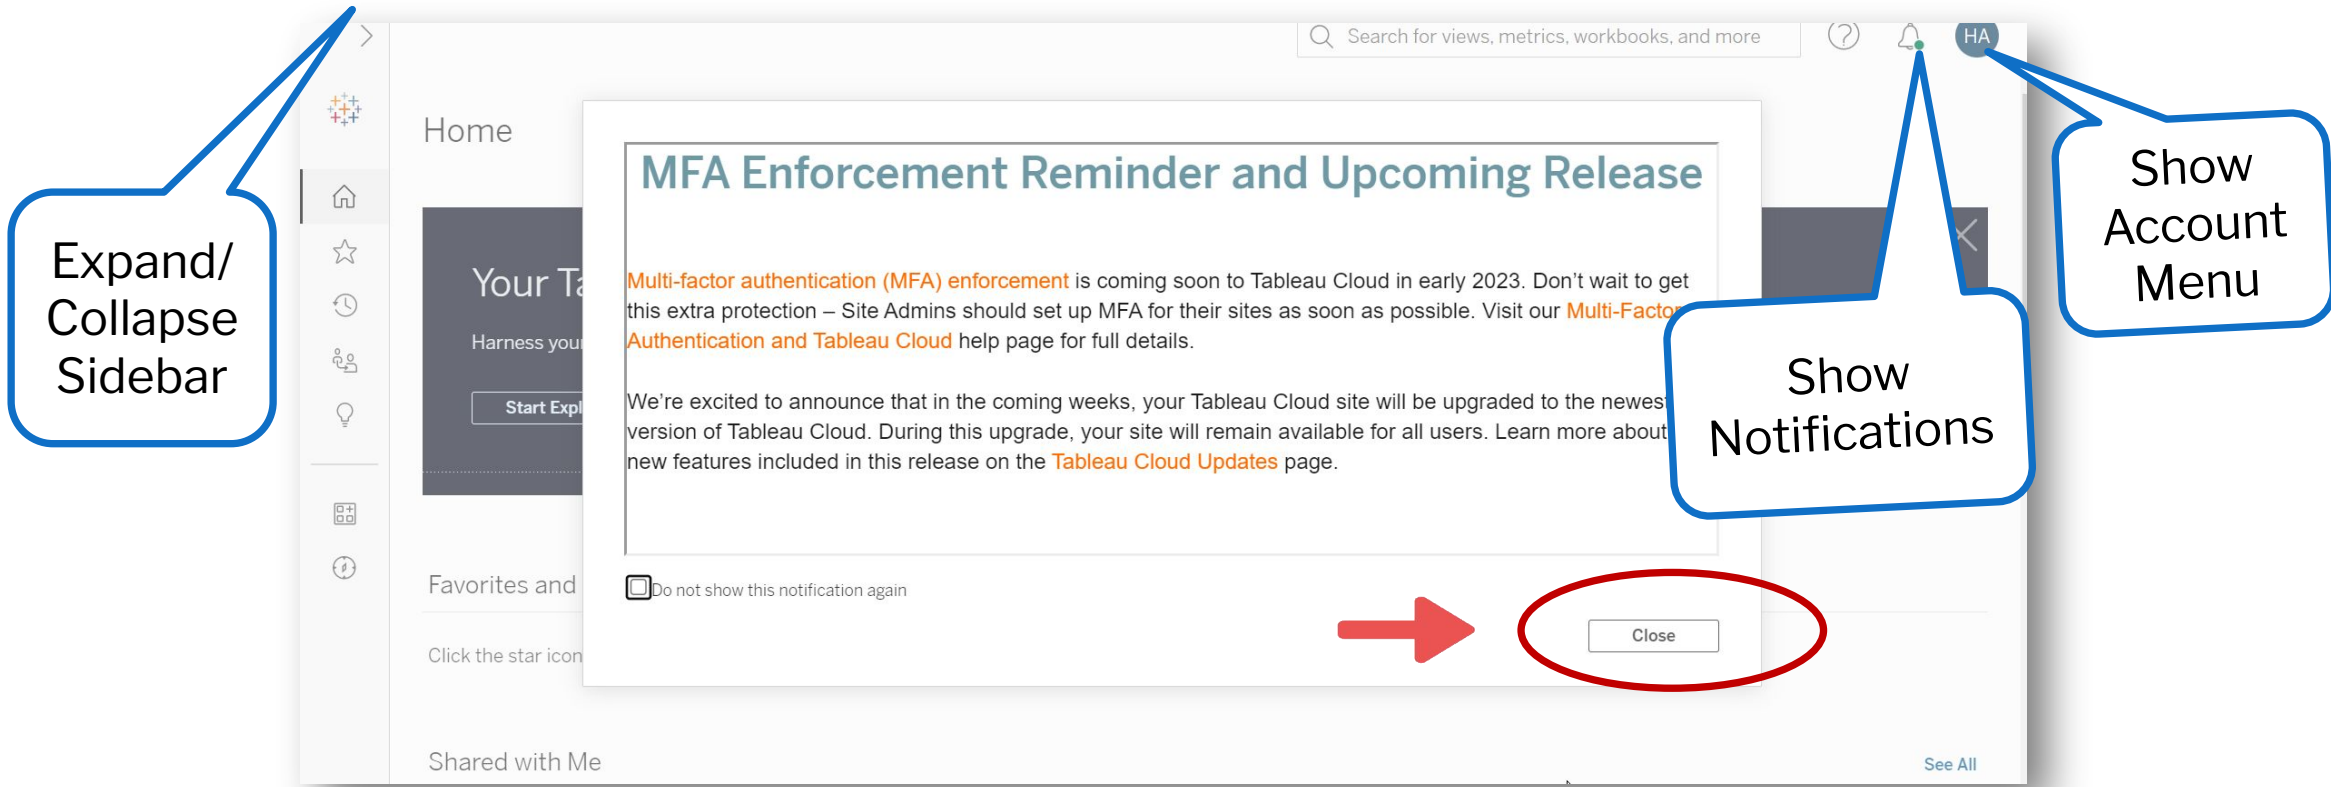 Search for views, metrics, workbooks, and more
HA
Home
MFA Enforcement Reminder and Upcoming Release
Show
Account
Menu
Expand/
Collapse
Sidebar
Your Ta
Harness your
Start Expl
Multi-factor authentication (MFA) enforcement is coming soon to Tableau Cloud in early 2023. Don't wait to get
this extra protection – Site Admins should set up MFA for their sites as soon as possible. Visit our Multi-Factor
Authentication and Tableau Cloud help page for full details.
We're excited to announce that in the coming weeks, your Tableau Cloud site will be upgraded to the newest
version of Tableau Cloud. During this upgrade, your site will remain available for all users. Learn more about
new features included in this release on the Tableau Cloud Updates page.
Show
Notifications
Favorites and
Do not show this notification again
Close
Click the star icon
Shared with Me
See All